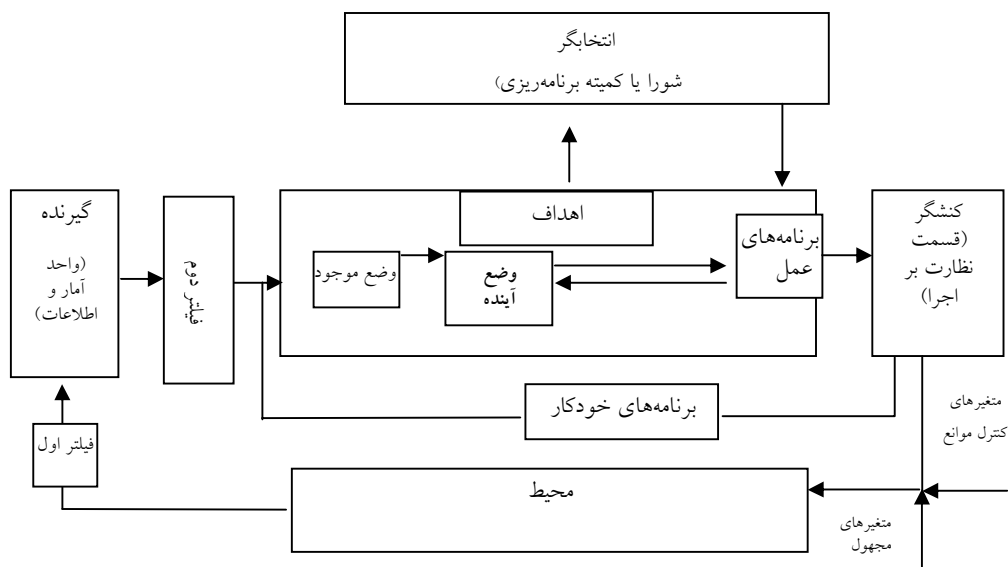 انتخابگر
شورا یا کمیته برنامه‌ریزی)
گیرنده
(واحد
آمار و
اطلاعات)
فیلتر دوم
اهداف
وضع موجود
وضع
آینده
برنامه‌های
عمل
کنشگر
(قسمت
نظارت بر
اجرا)
برنامه‌های خودکار
متغیرهای
کنترل موانع
فیلتر اول
محیط
متغیرهای
مجهول